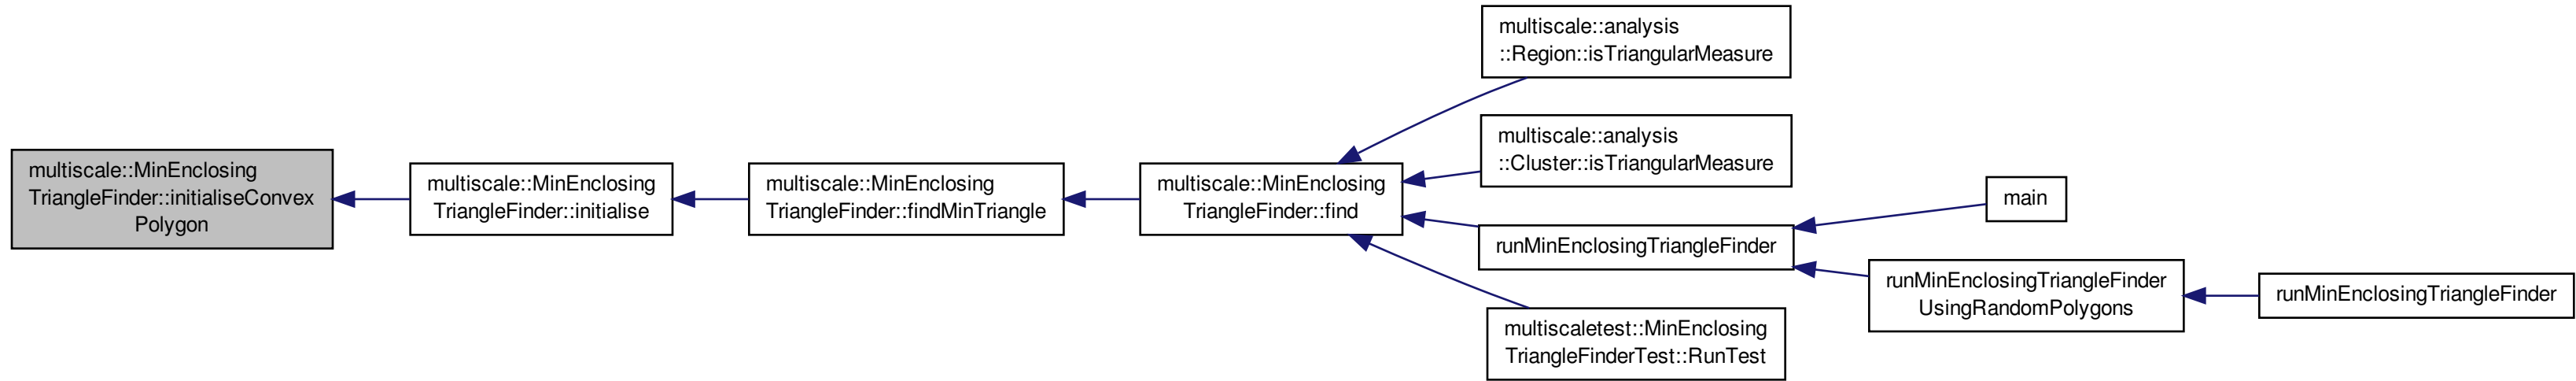 multiscale::MinEnclosing
TriangleFinder::initialiseConvex
Polygon
multiscale::MinEnclosing
TriangleFinder::initialise
multiscale::MinEnclosing
TriangleFinder::findMinTriangle
multiscale::MinEnclosing
TriangleFinder::find
multiscale::analysis
::Region::isTriangularMeasure
multiscale::analysis
::Cluster::isTriangularMeasure
runMinEnclosingTriangleFinder
multiscaletest::MinEnclosing
TriangleFinderTest::RunTest
main
runMinEnclosingTriangleFinder
UsingRandomPolygons
runMinEnclosingTriangleFinder